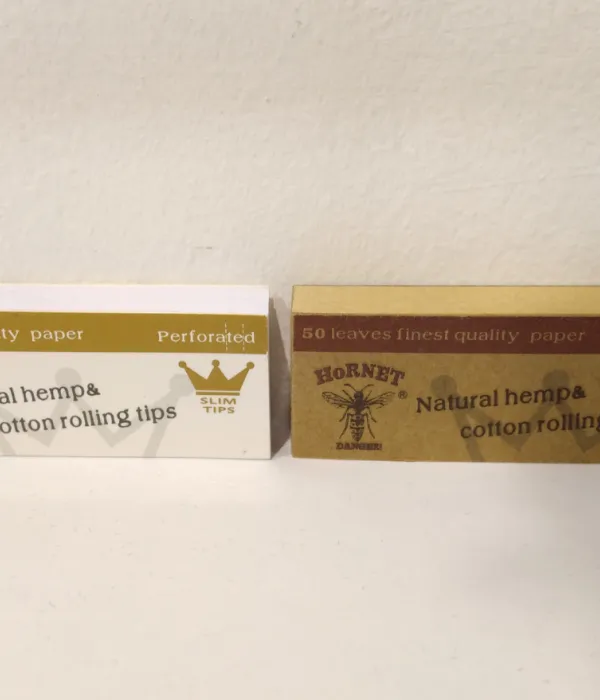 ty paper Perforated
al hemp&
otton rolling tips
SLIM
TIPS
50 leaves finest quality paper
HoRNET
®
DANGER!
Natural hemp&
cotton rolling